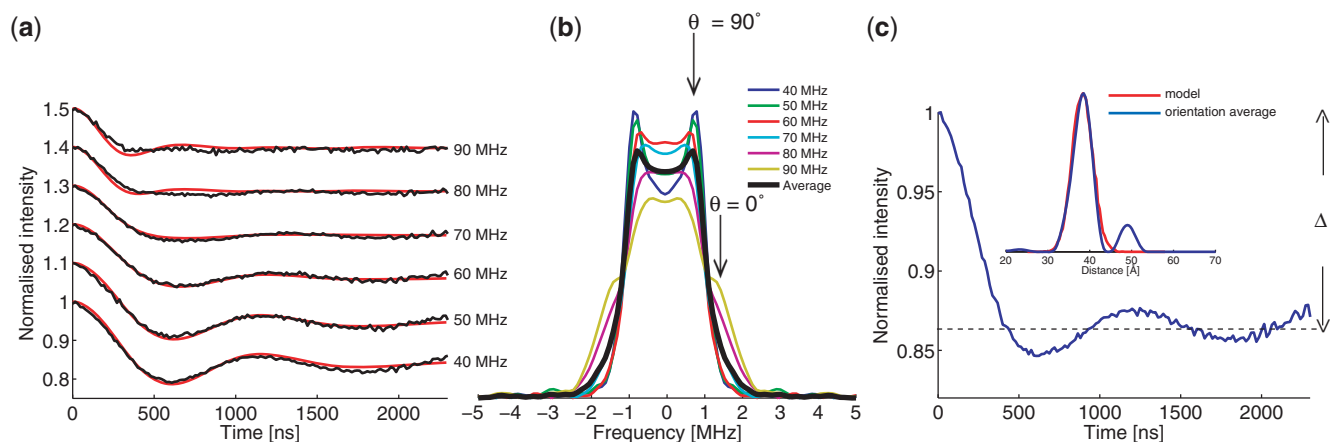 (a)
Normalised intensity
1.5
1.4
1.3
1.2
1.1
1
0.9
0.8
90 MHz
80 MHz
70 MHz
60 MHz
50 MHz
40 MHz
0 500 1000 1500 2000
Time [ns]
(b)
θ = 90°
40 MHz
50 MHz
60 MHz
70 MHz
80 MHz
90 MHz
Average
θ = 0°
−5 −4 −3 −2 −1 0 1 2 3 4 5
Frequency [MHz]
(c)
Normalised intensity
1
0.95
0.9
0.85
model
orientation average
20 30 40 50 60 70
Distance [Å]
Δ
0 500 1000 1500 2000
Time [ns]